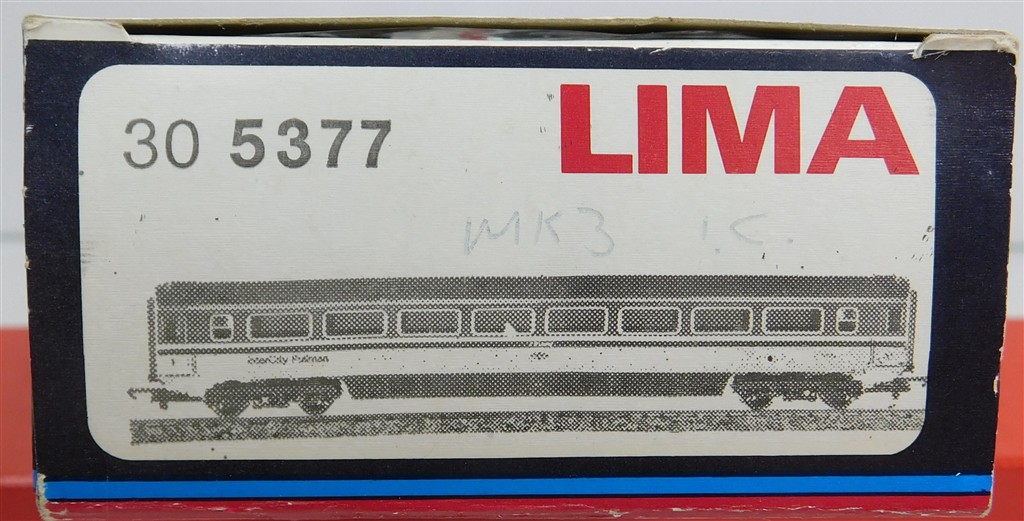 30 5377 LIMA
MK3 I.C.
InterCity Pullman